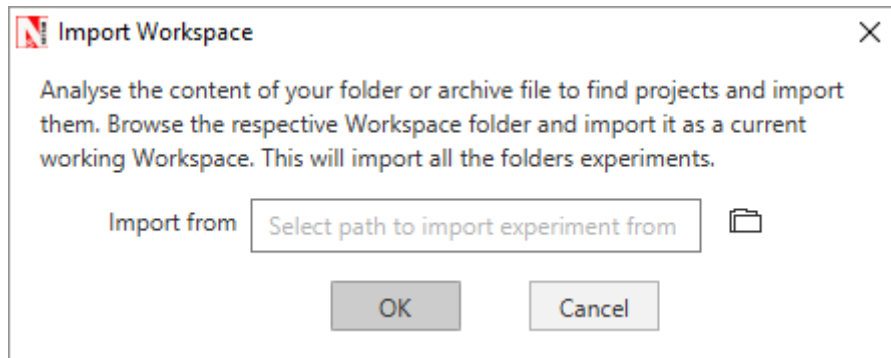 Import Workspace
Analyse the content of your folder or archive file to find projects and import
them. Browse the respective Workspace folder and import it as a current
working Workspace. This will import all the folders experiments.
Import from Select path to import experiment from
OK Cancel